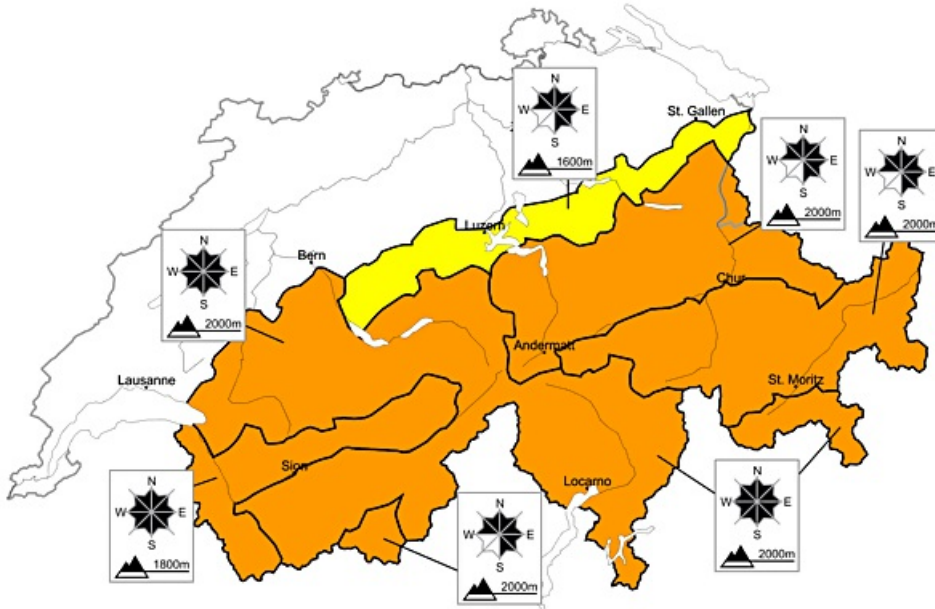 N
W E
S
1600m
St. Gallen
N
W E
S
2000m
N
W E
S
2000m
Luzern
Bern
N
W E
S
2000m
Chur
Andermatt
Lausanne
St. Moritz
Sion
Locarno
N
W E
S
1800m
N
W E
S
2000m
N
W E
S
2000m